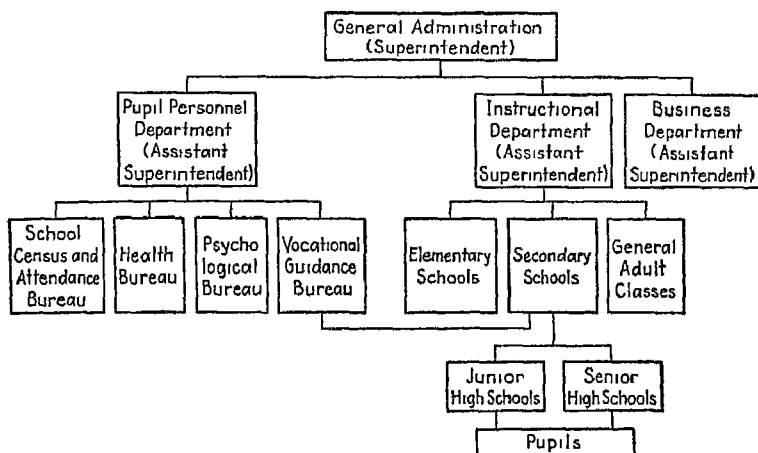 General Administration
(Superintendent)
Pupil Personnel
Department
(Assistant
Superintendent)
Instructional
Department
(Assistant
Superintendent)
Business
Department
(Assistant
Superintendent)
School
Census and
Attendance
Bureau
Health
Bureau
Psycho
logical
Bureau
Vocational
Guidance
Bureau
Elementary
Schools
Secondary
Schools
General
Adult
Classes
Junior
High Schools
Senior
High Schools
Pupils